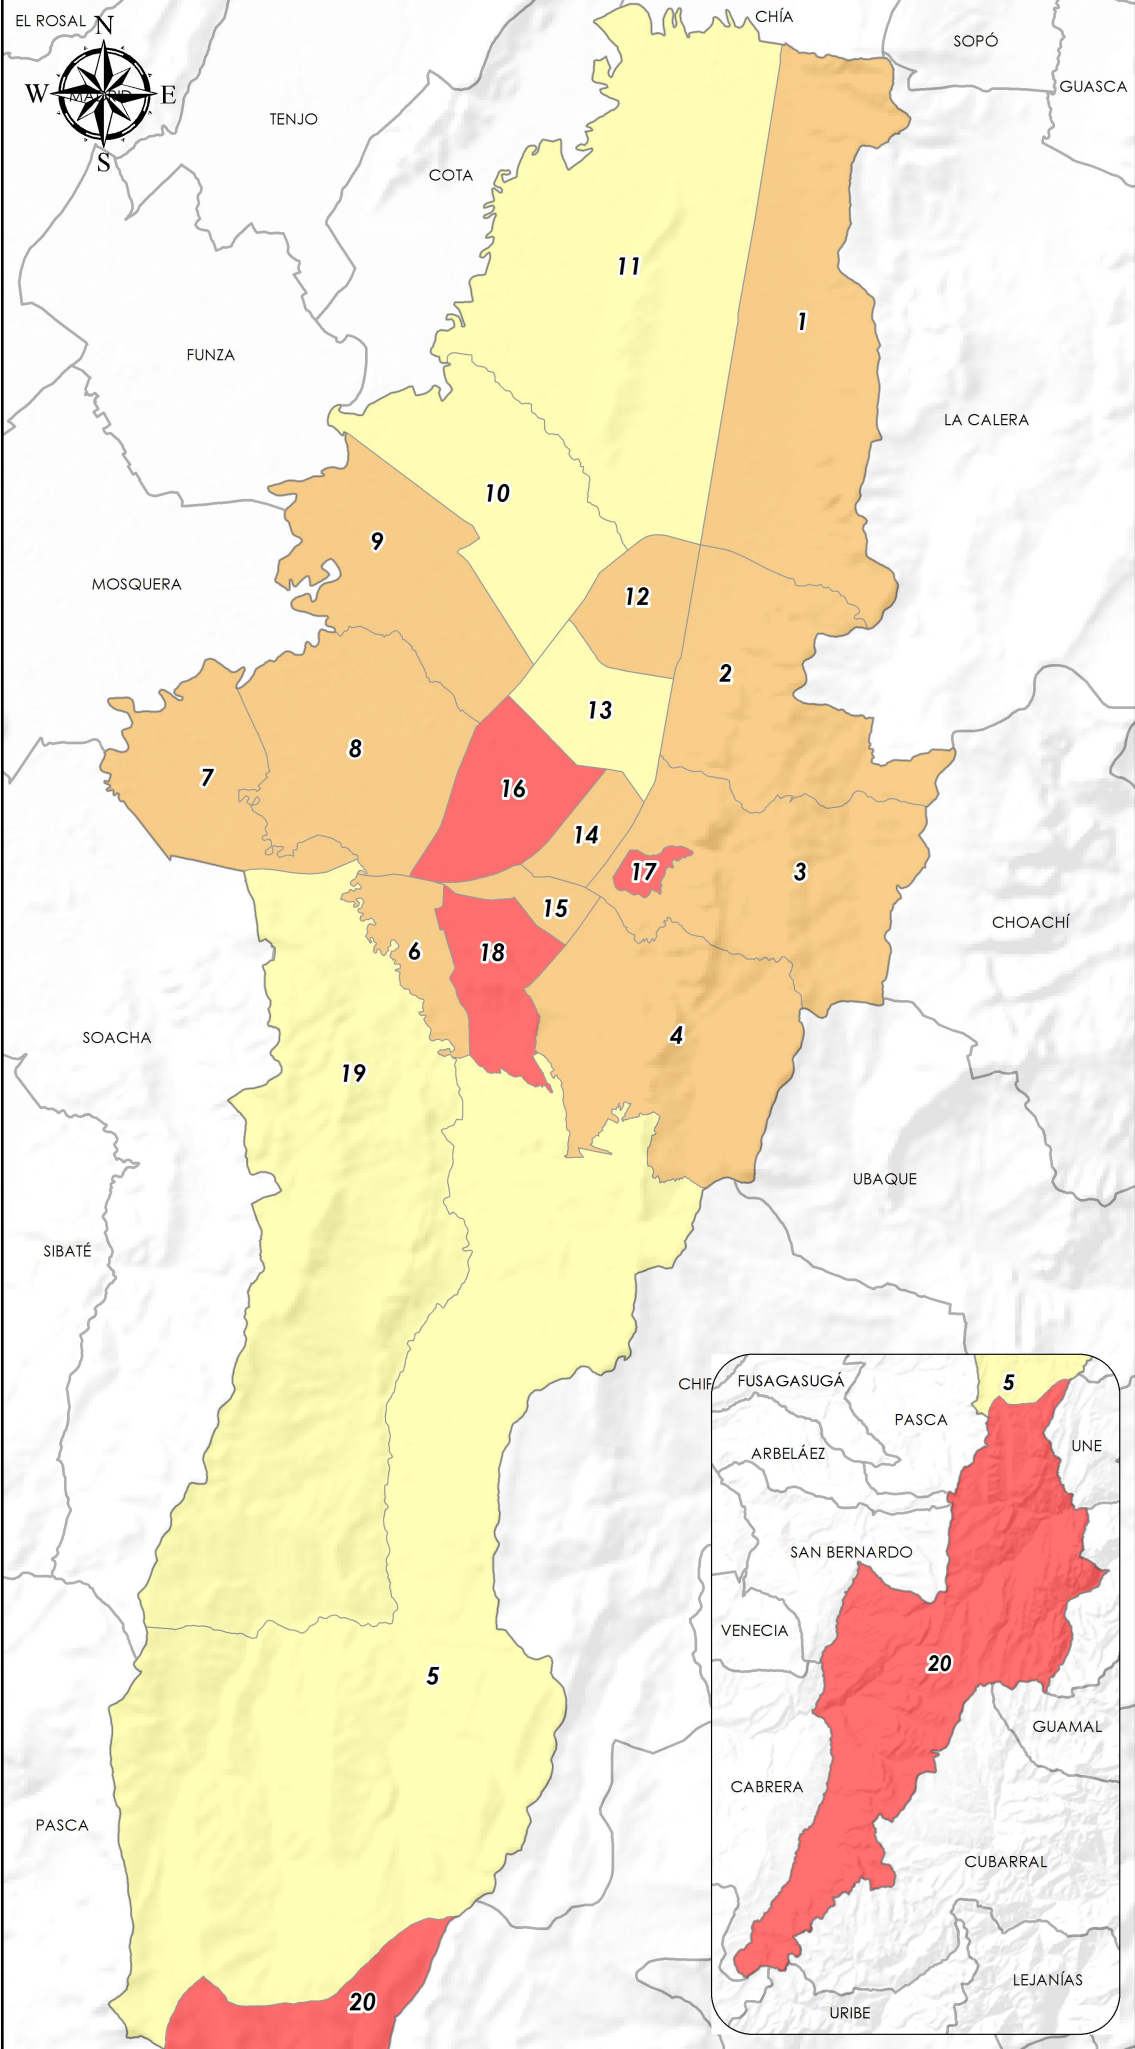 EL ROSAL
N
CHÍA
SOPÓ
GUASCA
W
MADRID
E
TENJO
S
COTA
11
1
FUNZA
LA CALERA
10
9
MOSQUERA
12
2
13
8
7
16
14
17
3
15
CHOACHÍ
6
18
SOACHA
4
19
UBAQUE
SIBATÉ
CHIP
FUSAGASUGÁ
5
PASCA
UNE
ARBELÁEZ
SAN BERNARDO
VENECIA
20
5
GUAMAL
CABRERA
PASCA
CUBARRAL
LEJANÍAS
20
URIBE